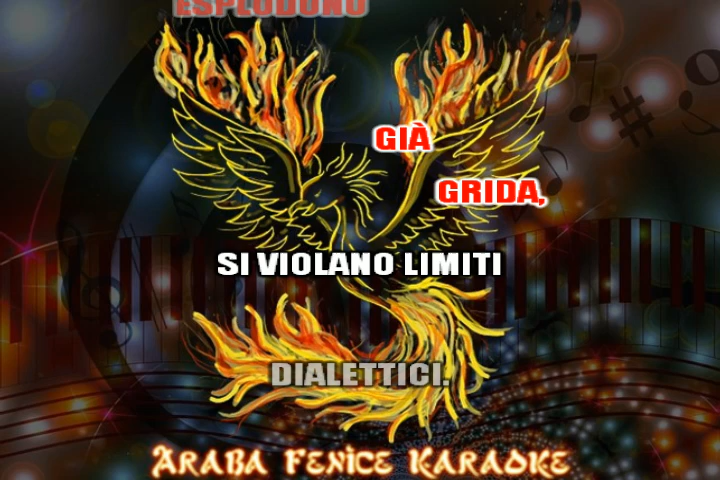 ESPLODONO
GIÀ
GRIDA,
SI VIOLANO LIMITI
DIALETTICI.
ARABA FENICE KARAOKE